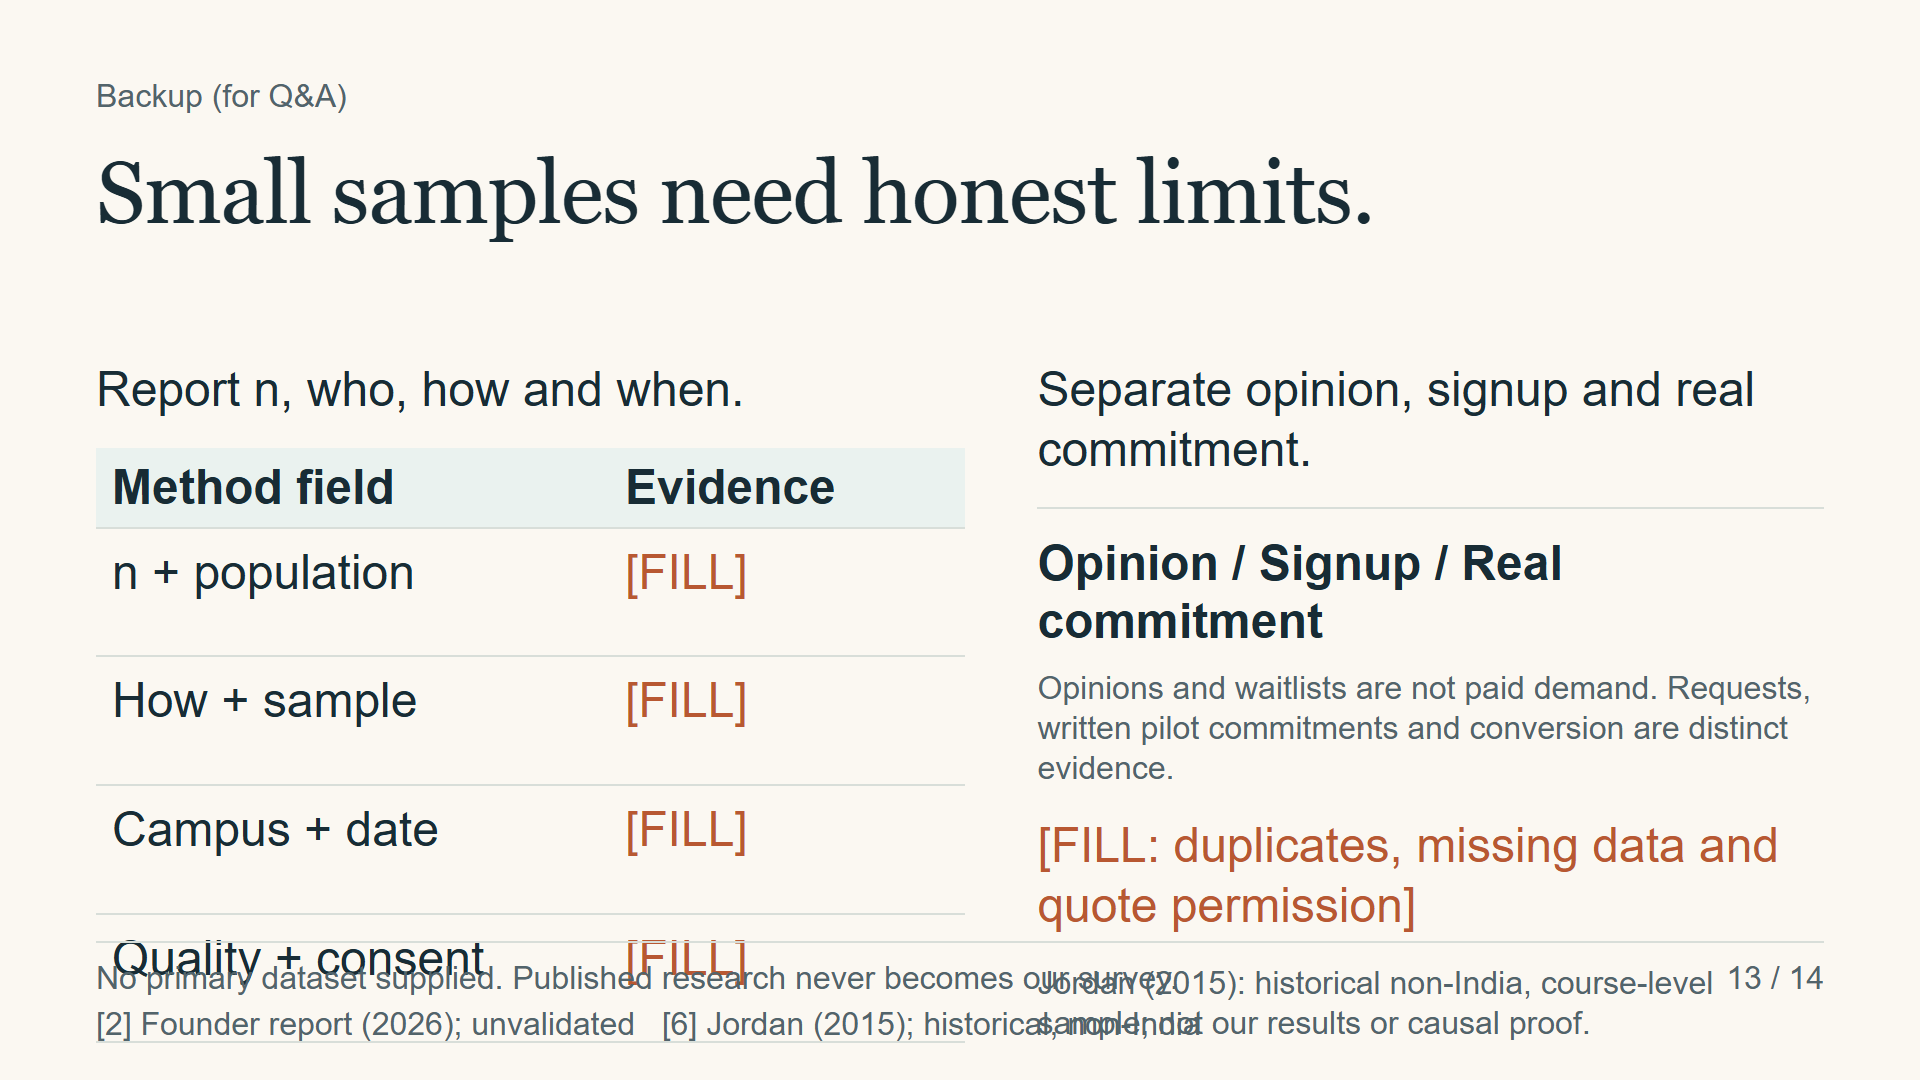 Backup (for Q&A)
Small samples need honest limits.
Report n, who, how and when.
Method field Evidence
n + population [FILL]
How + sample [FILL]
Campus + date [FILL]
Quality + consent [FILL]
Separate opinion, signup and real
commitment.
Opinion / Signup / Real
commitment
Opinions and waitlists are not paid demand. Requests,
written pilot commitments and conversion are distinct
evidence.
[FILL: duplicates, missing data and
quote permission]
Jordan (2015): historical non-India, course-level
sample; not our results or causal proof.
No primary dataset supplied. Published research never becomes our survey.
[2] Founder report (2026); unvalidated [6] Jordan (2015); historical, non-India
13 / 14